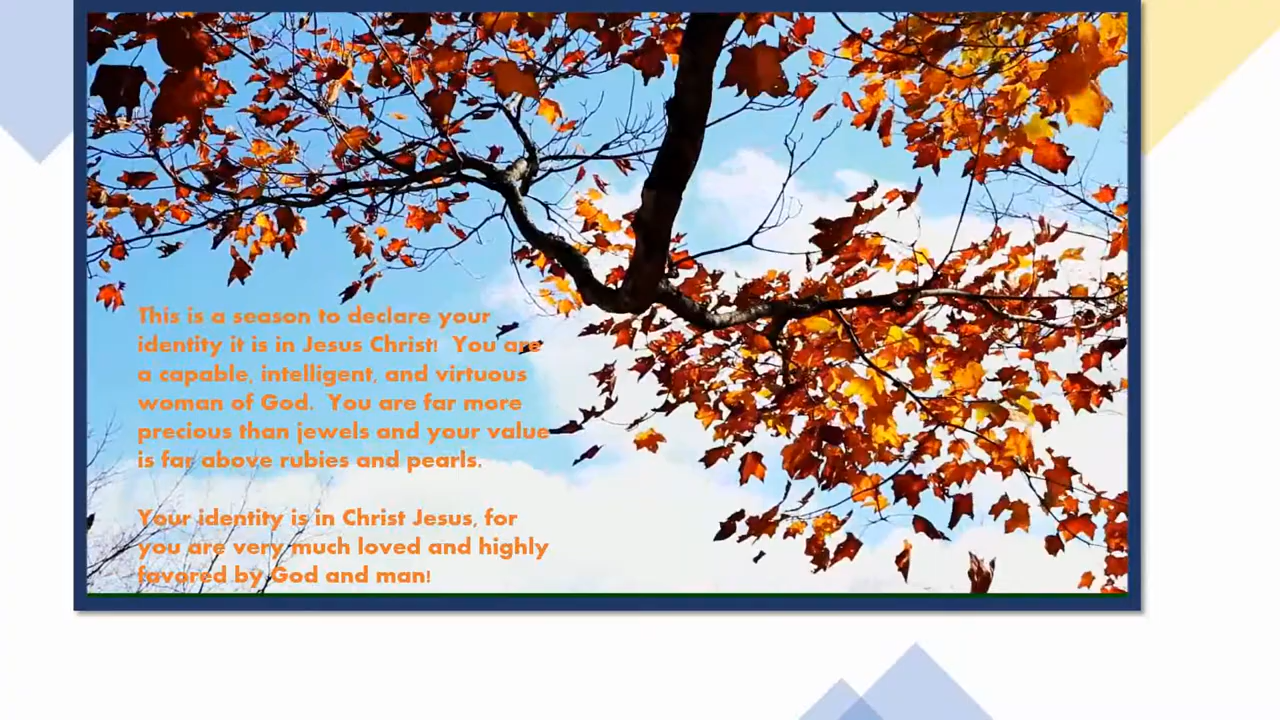 This is a season to declare your
identity it is in Jesus Christ!  You are
a capable, intelligent, and virtuous
woman of God.  You are far more
precious than jewels and your value
is far above rubies and pearls.
Your identity is in Christ Jesus, for
you are very much loved and highly
favored by God and man!